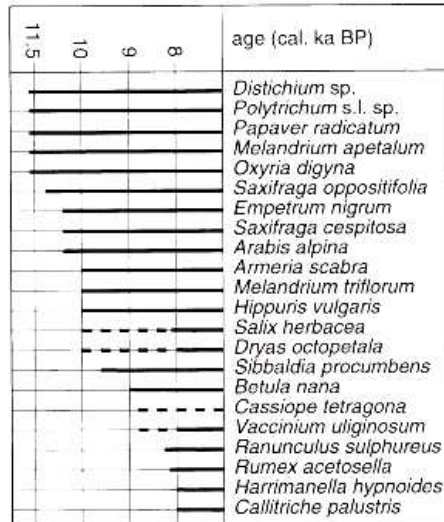 11.5 10 9 8 age (cal. ka BP)
Distichium sp.
Polytrichum s.l. sp.
Papaver radicatum
Melandrium apetalum
Oxyria digyna
Saxifraga oppositifolia
Empetrum nigrum
Saxifraga cespitosa
Arabis alpina
Armeria scabra
Melandrium triflorum
Hippuris vulgaris
Salix herbacea
Dryas octopetala
Sibbaldia procumbens
Betula nana
Cassiope tetragona
Vaccinium uliginosum
Ranunculus sulphureus
Rumex acetosella
Harrimanella hypnoides
Callitriche palustris